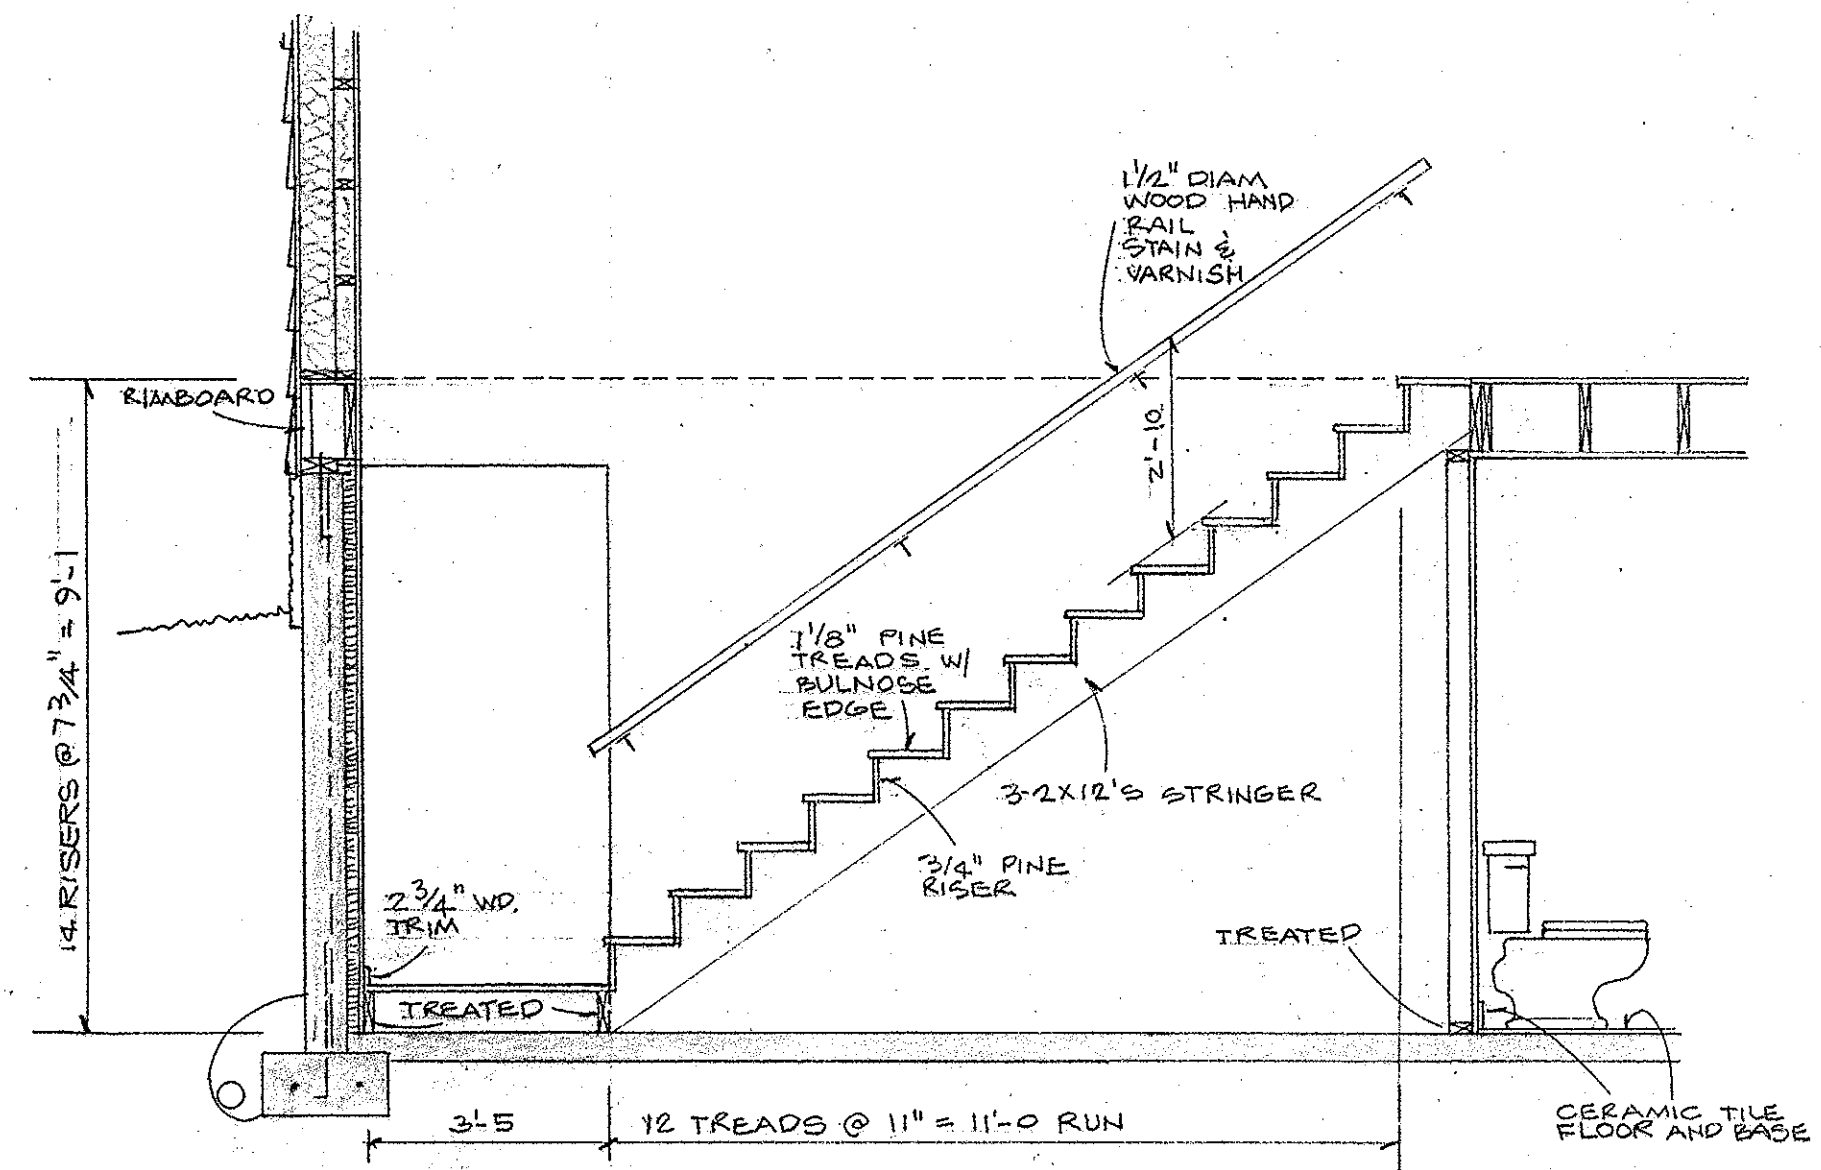 1 1/2" DIAM
WOOD HAND
RAIL
STAIN &
VARNISH
RIMBOARD
2'-10
14 RISERS @ 7 3/4" = 9'-1
1 1/8" PINE
TREADS W/
BULNOSE
EDGE
3-2X12'S STRINGER
3/4" PINE
RISER
2 3/4" WD.
TRIM
TREATED
TREATED
3'-5
12 TREADS @ 11" = 11'-0 RUN
CERAMIC TILE
FLOOR AND BASE